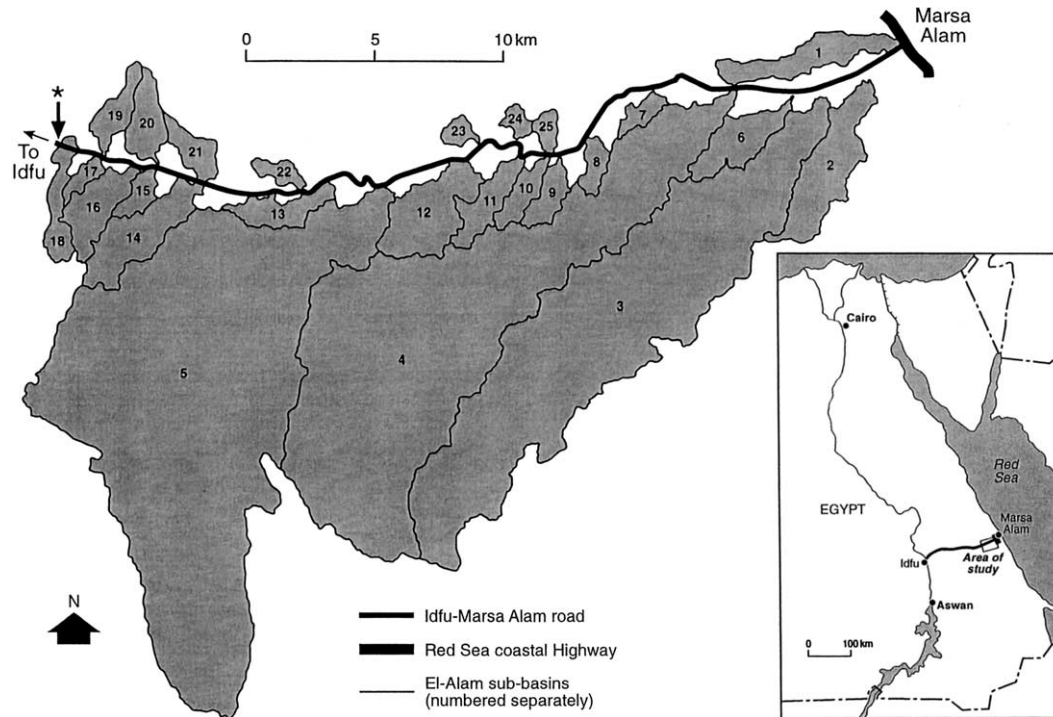 Marsa
Alam
0 5 10 km
*
To
Idfu
1
2
3
4
5
6
7
8
9
10
11
12
13
14
15
16
17
18
19
20
21
22
23
24
25
N
Idfu-Marsa Alam road
Red Sea coastal Highway
El-Alam sub-basins
(numbered separately)
Cairo
Red
Sea
EGYPT
Marsa
Alam
Idfu
Area of
study
Aswan
0 100 km